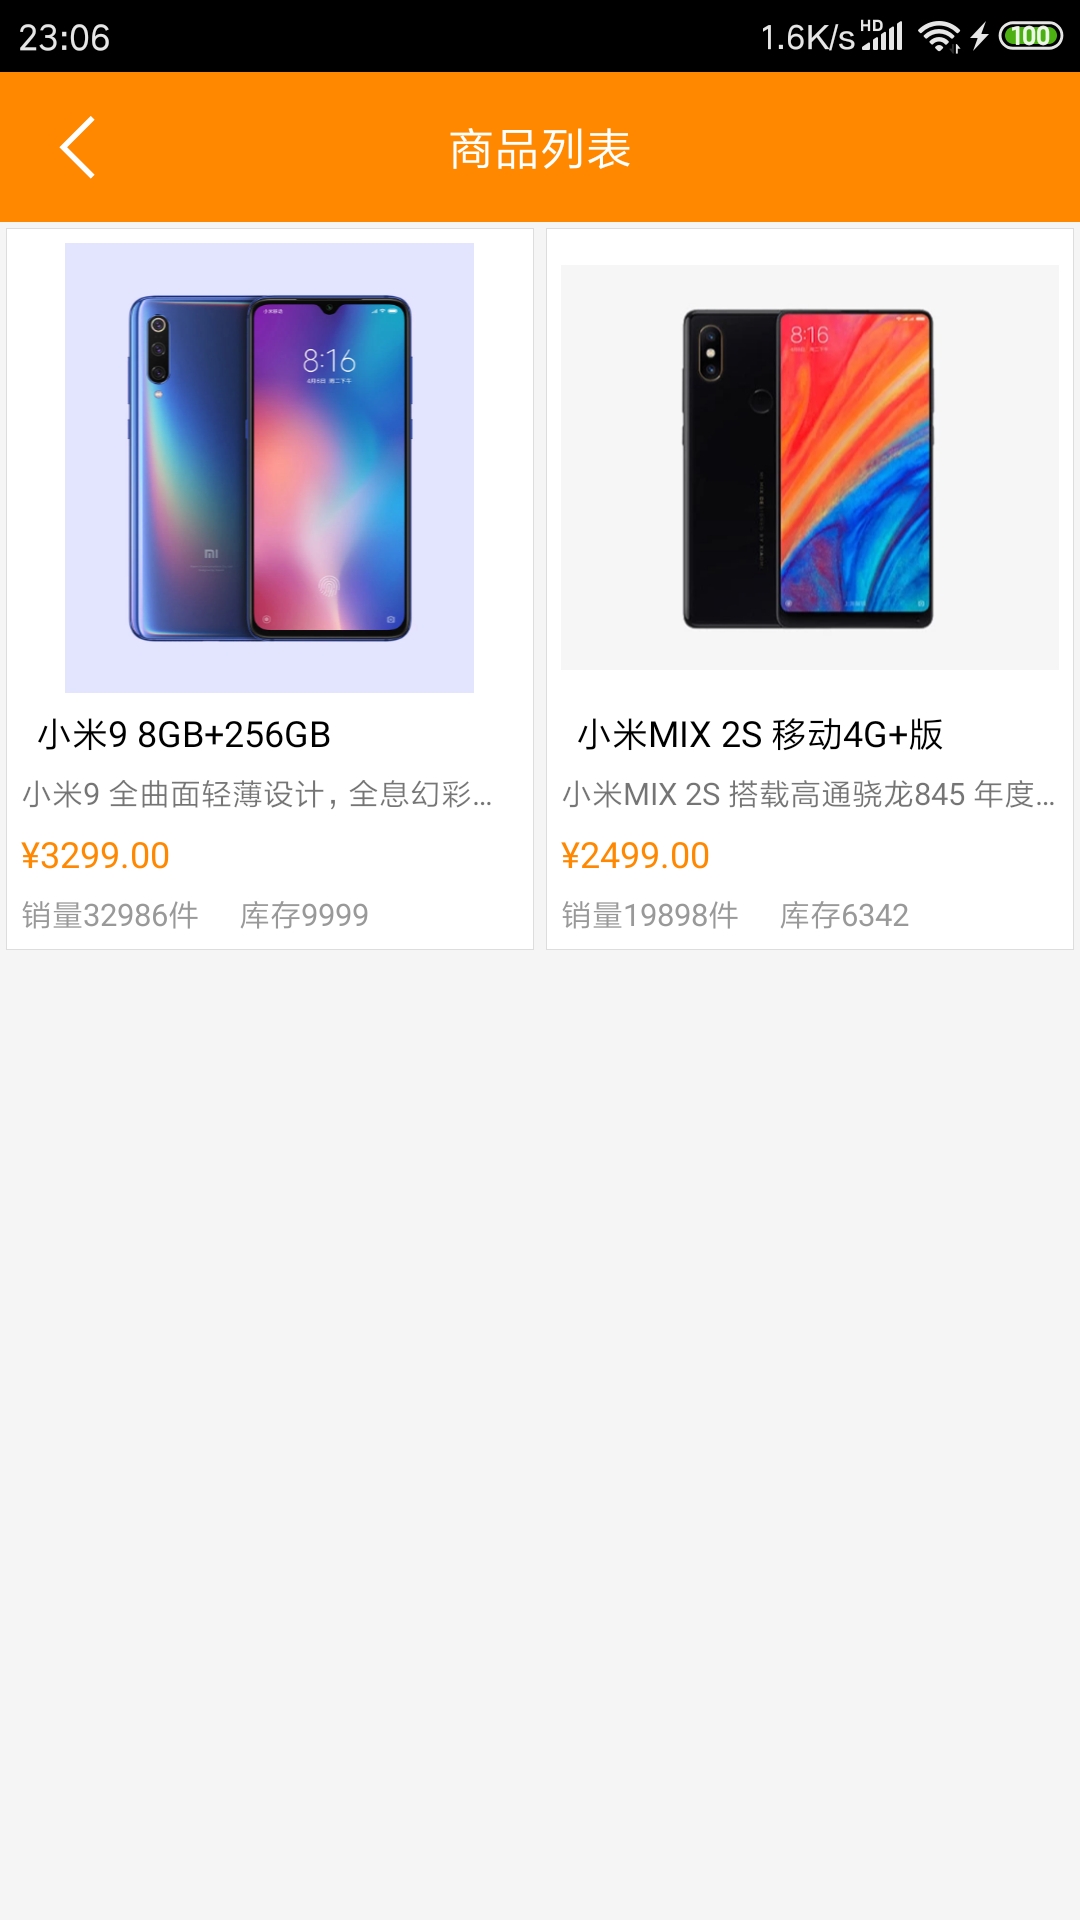 23:06
1.6K/s HD 100
商品列表
8:16
8:16
小米9 8GB+256GB
小米MIX 2S 移动4G+版
小米9 全曲面轻薄设计，全息幻彩...
小米MIX 2S 搭载高通骁龙845 年度...
¥3299.00
¥2499.00
销量32986件 库存9999
销量19898件 库存6342